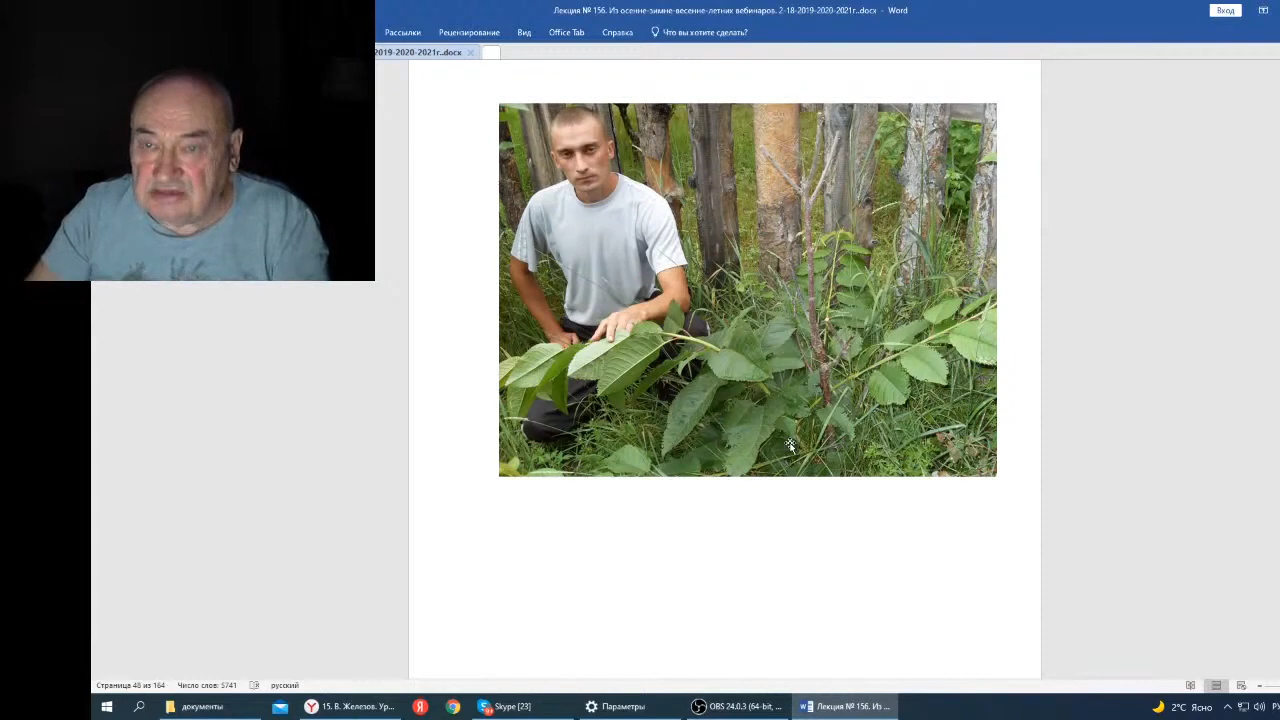 Лекция № 156. Из осенне-зимне-весенне-летних вебинаров. 2-18-2019-2020-2021г..docx - Word
Вход
Рассылки Рецензирование Вид Office Tab Справка Что вы хотите сделать?
2019-2020-2021г..docx
Страница 48 из 164 Число слов: 5741 русский
документы 15. В. Железов. Ур... Я Skype [23] Параметры OBS 24.0.3 (64-bit, ... Лекция № 156. Из ... 2°C Ясно